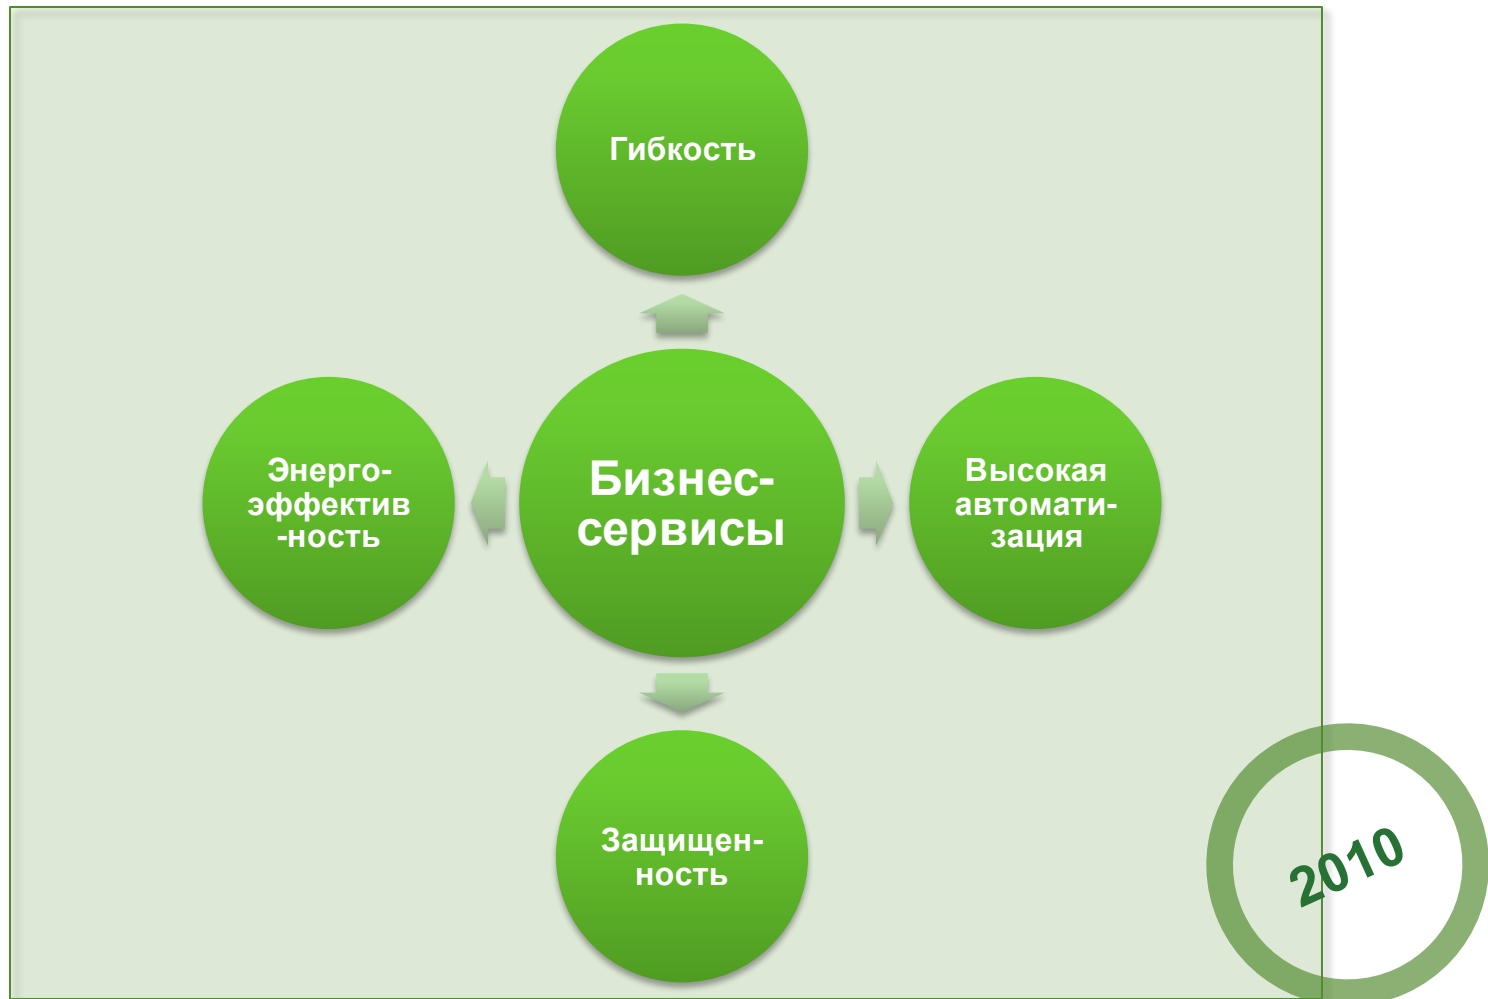 Гибкость
Энерго-
эффектив
-ность
Бизнес-
сервисы
Высокая
автомати-
зация
Защищен-
ность
2010